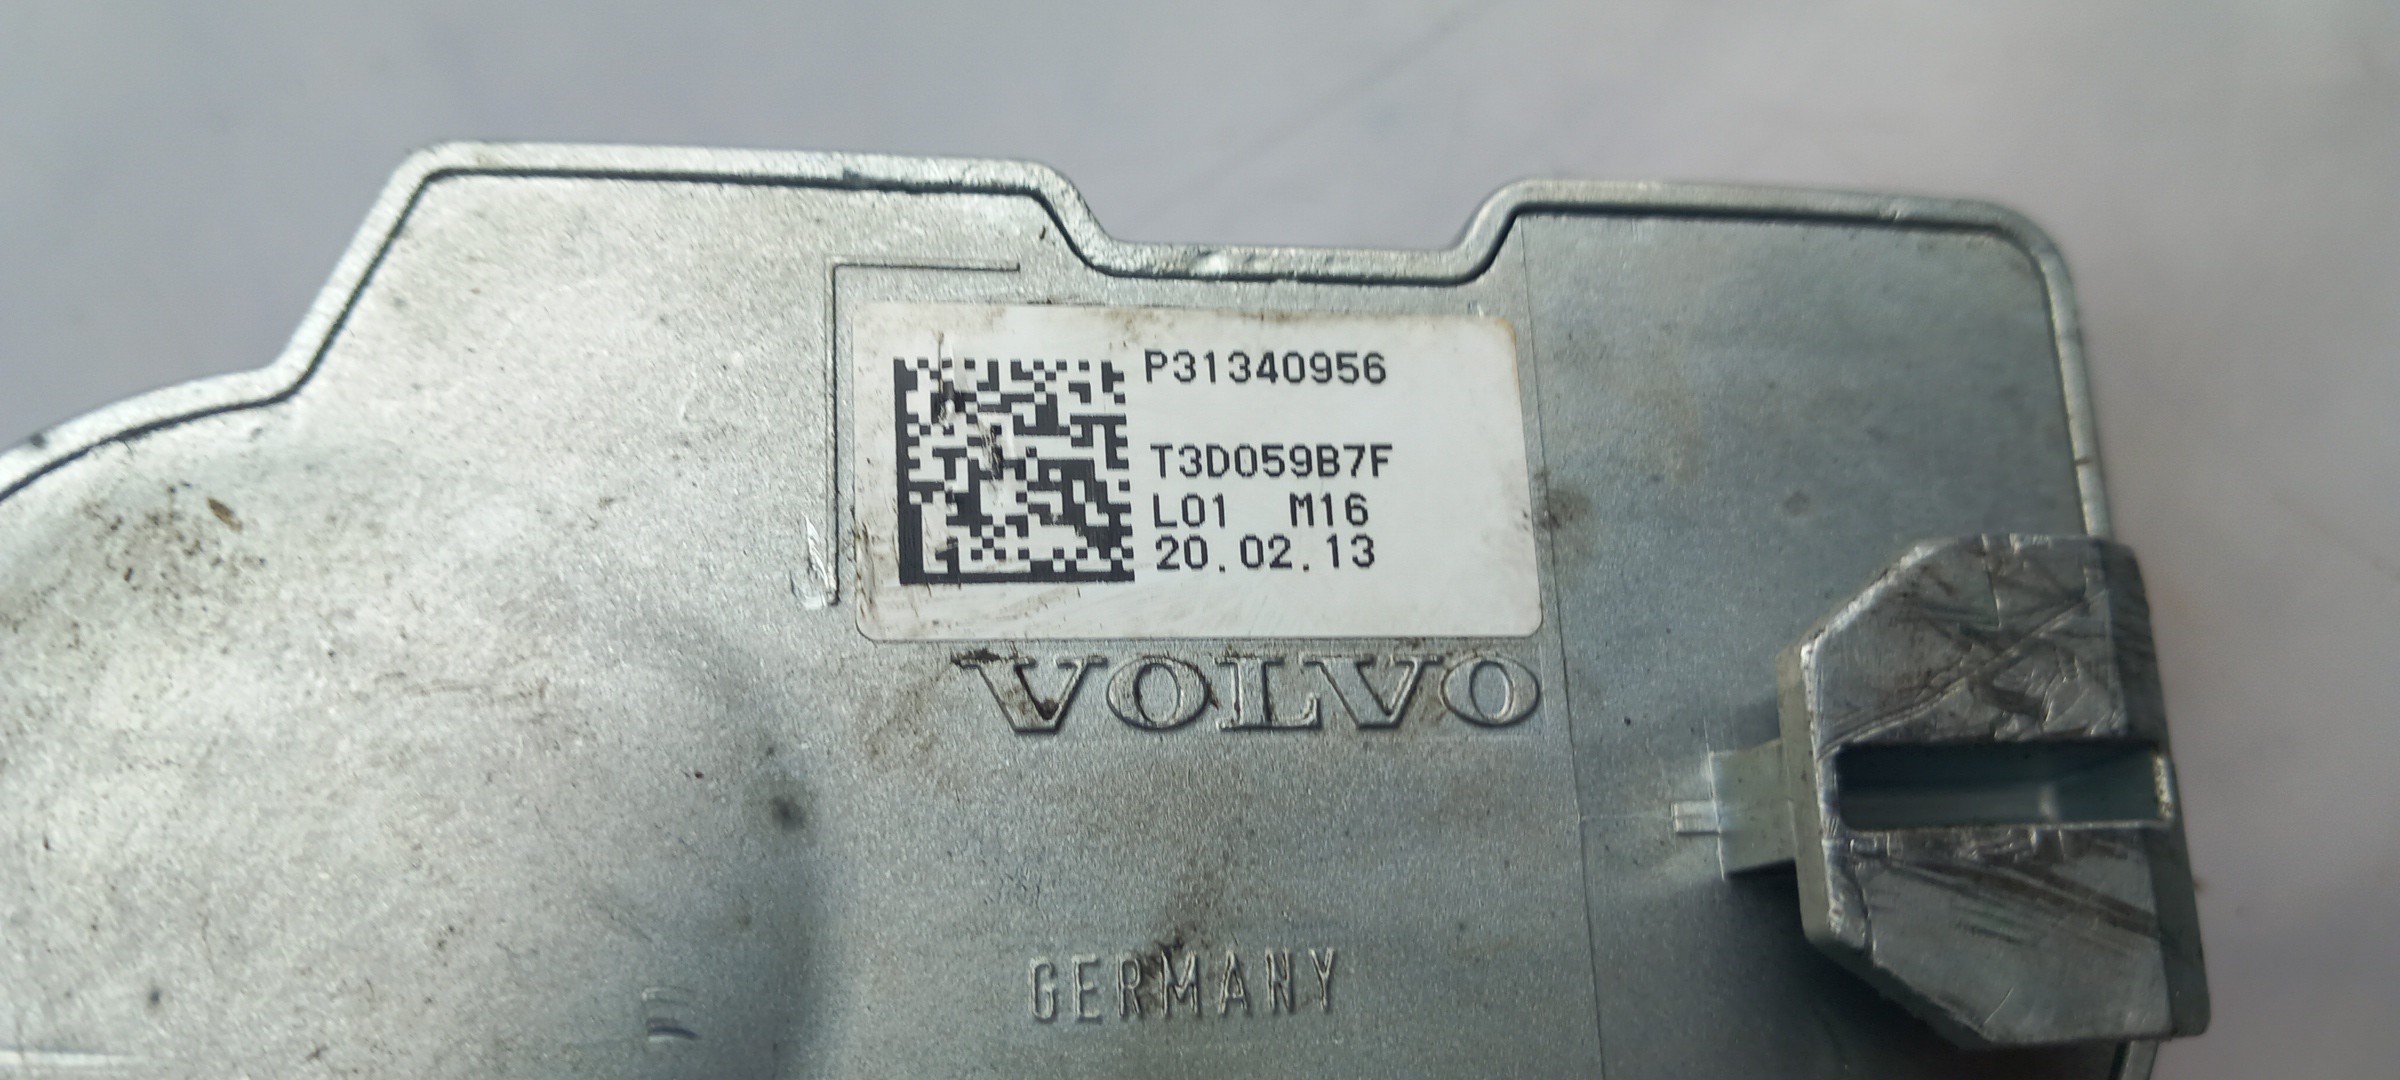 P31340956
T3D059B7F
L01 M16
20.02.13
VOLVO
GERMANY